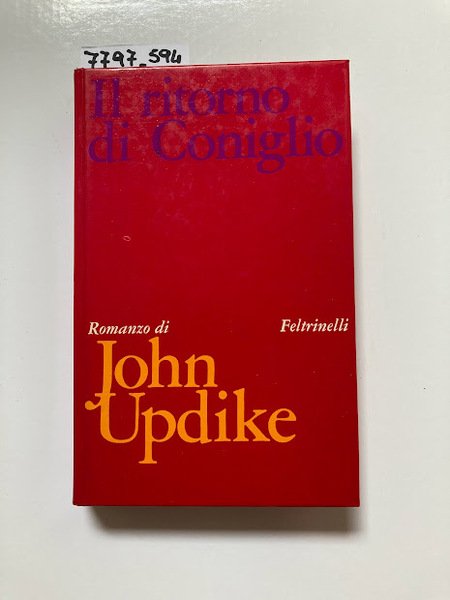 7797_594
Il ritorno
di Coniglio
Romanzo di
Feltrinelli
John
Updike